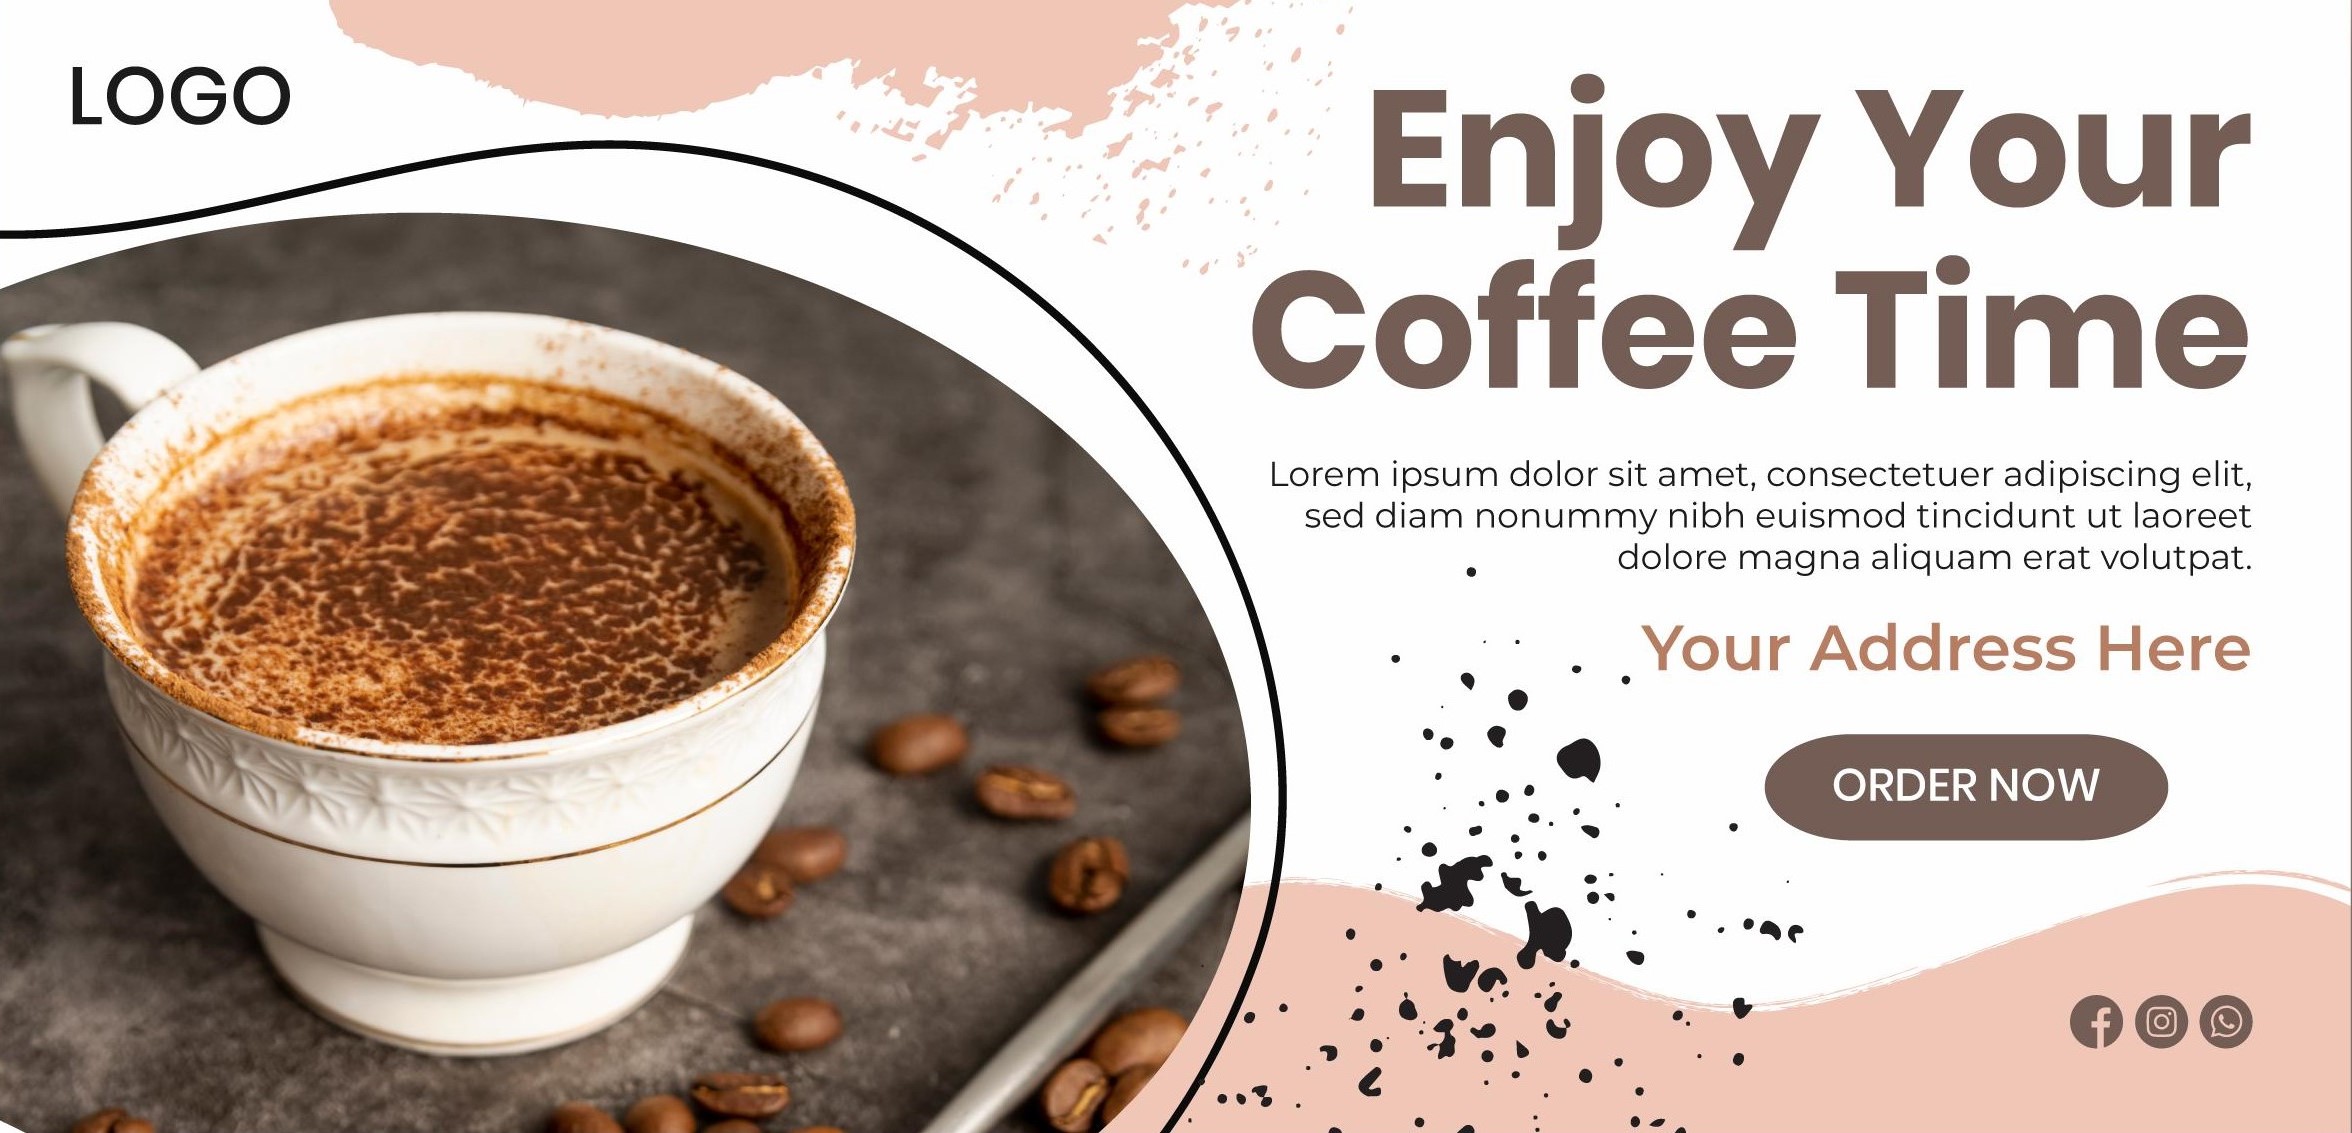 LOGO
Enjoy Your
Coffee Time
Lorem ipsum dolor sit amet, consectetuer adipiscing elit,
sed diam nonummy nibh euismod tincidunt ut laoreet
dolore magna aliquam erat volutpat.
Your Address Here
ORDER NOW